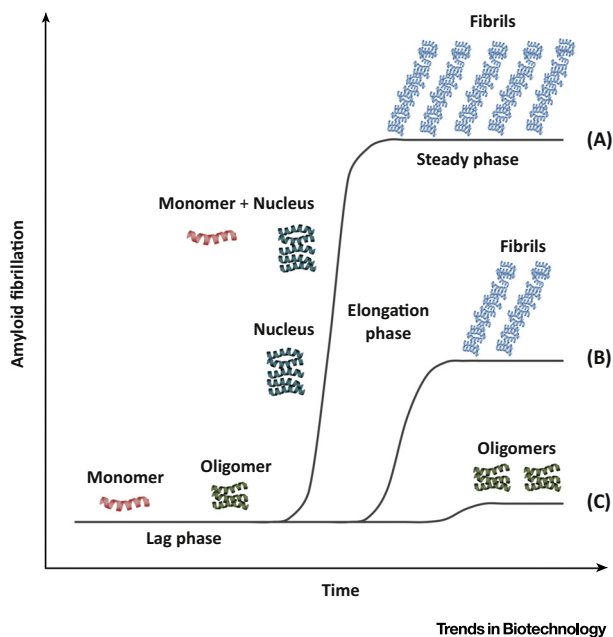 Fibrils
(A)
Steady phase
Monomer + Nucleus
Fibrils
Elongation
phase
Nucleus
(B)
Oligomers
Monomer
Oligomer
(C)
Lag phase
Amyloid fibrillation
Time
Trends in Biotechnology